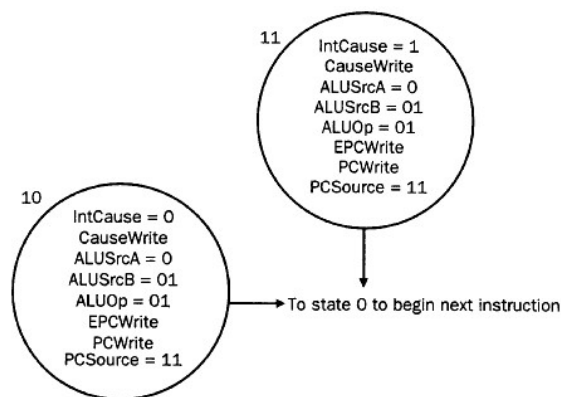 11
IntCause = 1
CauseWrite
ALUSrcA = 0
ALUSrcB = 01
ALUOp = 01
EPCWrite
PCWrite
PCSource = 11
10
IntCause = 0
CauseWrite
ALUSrcA = 0
ALUSrcB = 01
ALUOp = 01
EPCWrite
PCWrite
PCSource = 11
To state 0 to begin next instruction